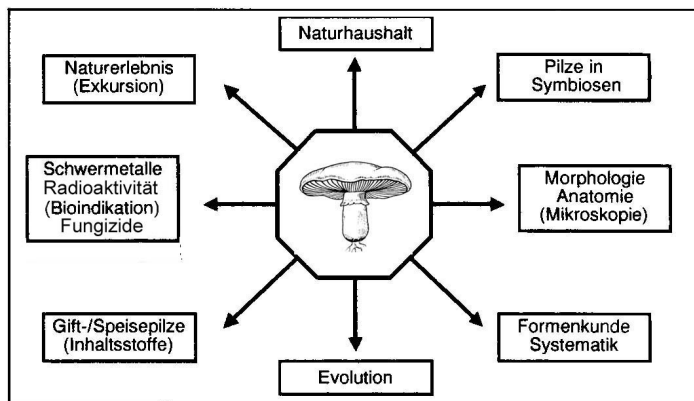 Naturhaushalt
Naturerlebnis
(Exkursion)
Pilze in
Symbiosen
Schwermetalle
Radioaktivität
(Bioindikation)
Fungizide
Morphologie
Anatomie
(Mikroskopie)
Gift-/Speisepilze
(Inhaltsstoffe)
Formenkunde
Systematik
Evolution